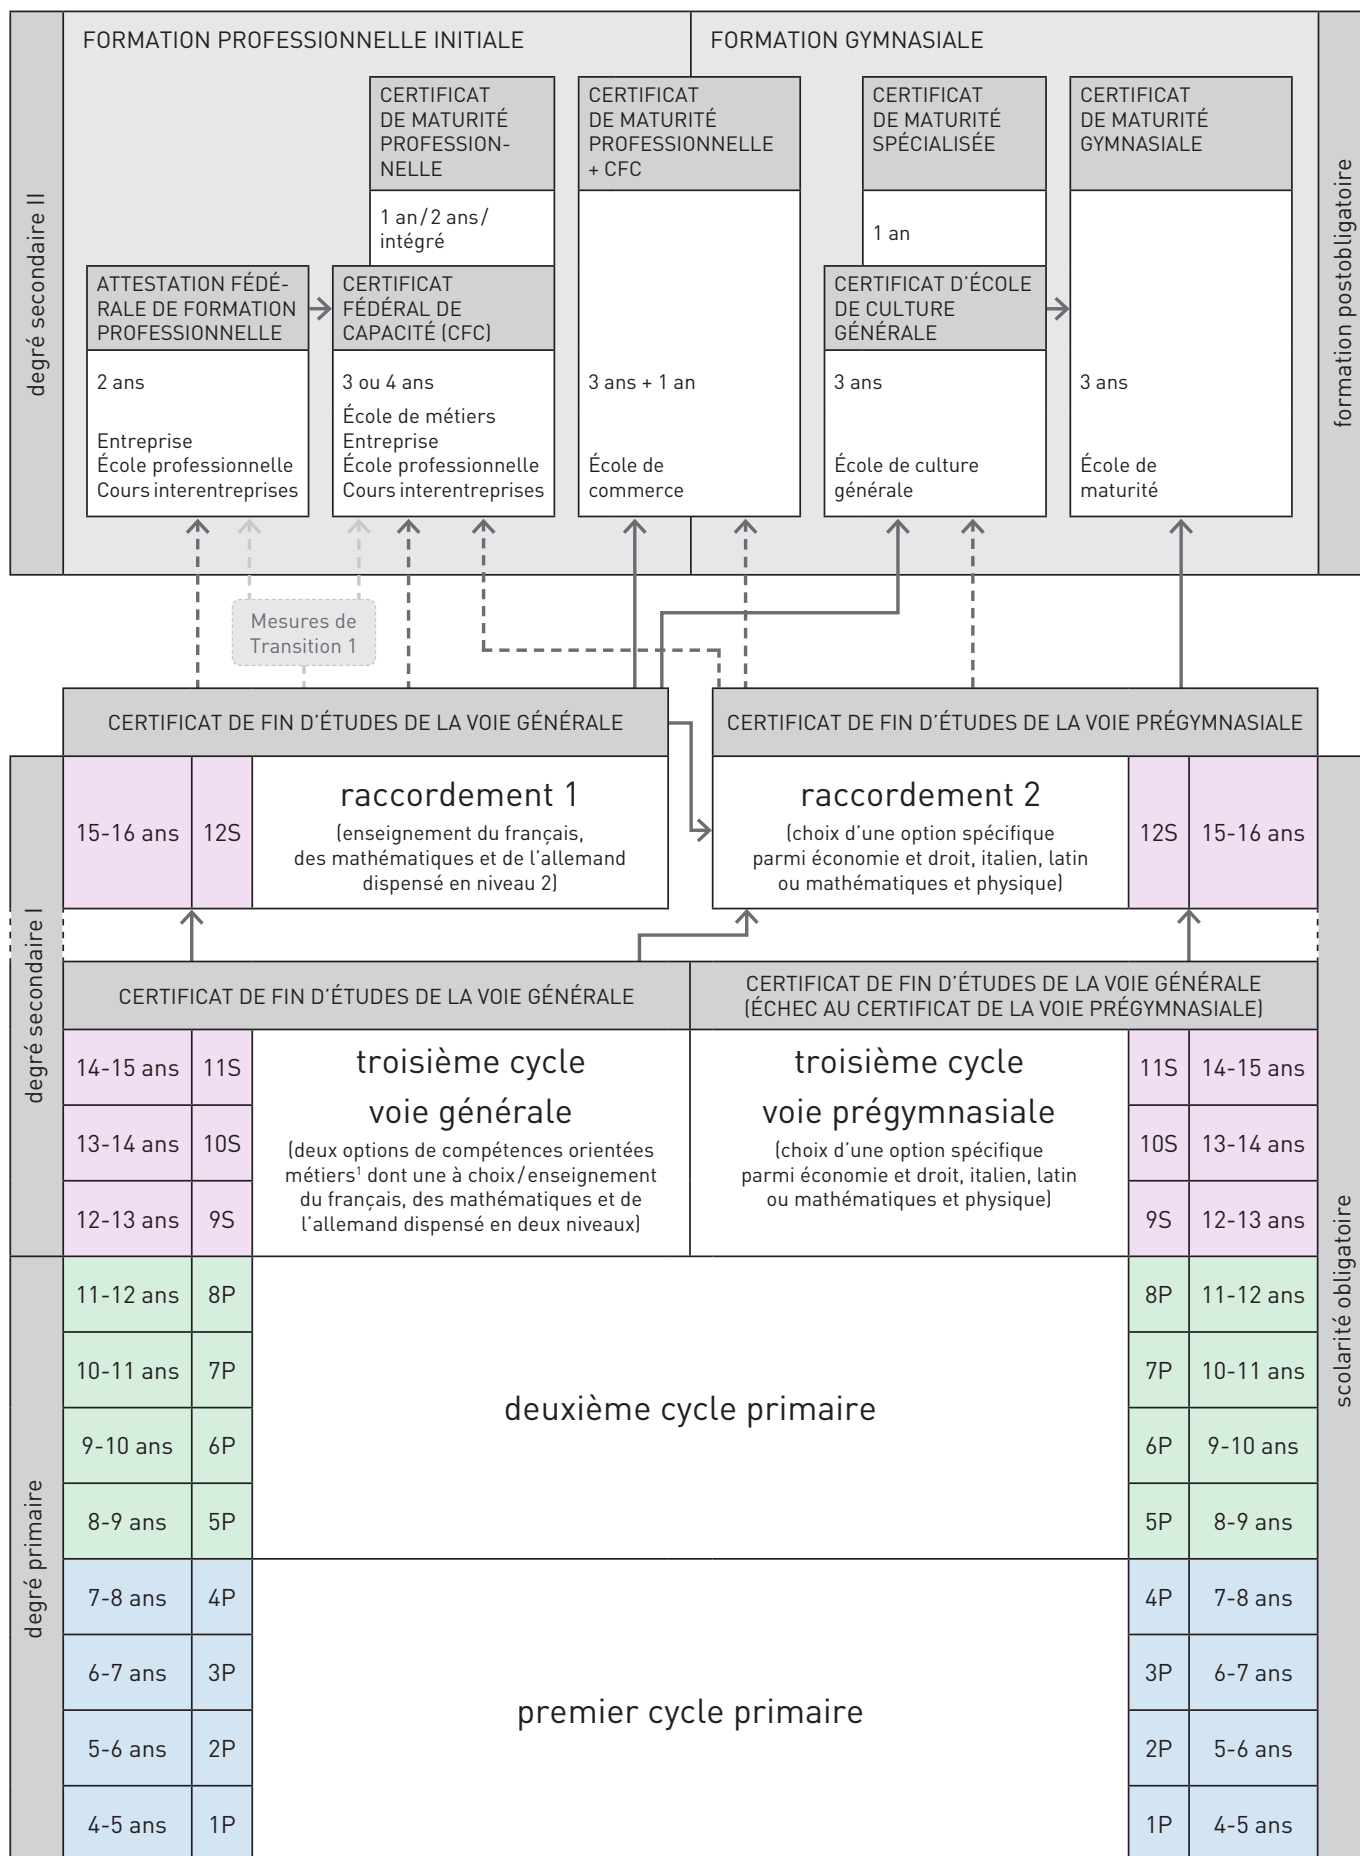 degré secondaire II
FORMATION PROFESSIONNELLE INITIALE
FORMATION GYMNASIALE
formation postobligatoire
CERTIFICAT
DE MATURITÉ
PROFESSION-
NELLE
1 an/2 ans/
intégré
CERTIFICAT
DE MATURITÉ
PROFESSIONNELLE
+ CFC
CERTIFICAT
DE MATURITÉ
SPÉCIALISÉE
1 an
CERTIFICAT
DE MATURITÉ
GYMNASIALE
ATTESTATION FÉDÉ-
RALE DE FORMATION
PROFESSIONNELLE
2 ans
Entreprise
École professionnelle
Cours interentreprises
CERTIFICAT
FÉDÉRAL DE
CAPACITÉ (CFC)
3 ou 4 ans
École de métiers
Entreprise
École professionnelle
Cours interentreprises
3 ans + 1 an
École de
commerce
CERTIFICAT D'ÉCOLE
DE CULTURE
GÉNÉRALE
3 ans
École de culture
générale
3 ans
École de
maturité
Mesures de
Transition 1
CERTIFICAT DE FIN D'ÉTUDES DE LA VOIE GÉNÉRALE
CERTIFICAT DE FIN D'ÉTUDES DE LA VOIE PRÉGYMNASIALE
degré secondaire I
scolarité obligatoire
15-16 ans
12S
raccordement 1
(enseignement du français,
des mathématiques et de l'allemand
dispensé en niveau 2)
raccordement 2
(choix d'une option spécifique
parmi économie et droit, italien, latin
ou mathématiques et physique)
12S
15-16 ans
CERTIFICAT DE FIN D'ÉTUDES DE LA VOIE GÉNÉRALE
CERTIFICAT DE FIN D'ÉTUDES DE LA VOIE GÉNÉRALE
(ÉCHEC AU CERTIFICAT DE LA VOIE PRÉGYMNASIALE)
14-15 ans
11S
13-14 ans
10S
12-13 ans
9S
troisième cycle
voie générale
(deux options de compétences orientées
métiers¹ dont une à choix/enseignement
du français, des mathématiques et de
l'allemand dispensé en deux niveaux)
troisième cycle
voie prégymnasiale
(choix d'une option spécifique
parmi économie et droit, italien, latin
ou mathématiques et physique)
11S
14-15 ans
10S
13-14 ans
9S
12-13 ans
degré primaire
11-12 ans
8P
10-11 ans
7P
9-10 ans
6P
8-9 ans
5P
deuxième cycle primaire
8P
11-12 ans
7P
10-11 ans
6P
9-10 ans
5P
8-9 ans
7-8 ans
4P
6-7 ans
3P
5-6 ans
2P
4-5 ans
1P
premier cycle primaire
4P
7-8 ans
3P
6-7 ans
2P
5-6 ans
1P
4-5 ans